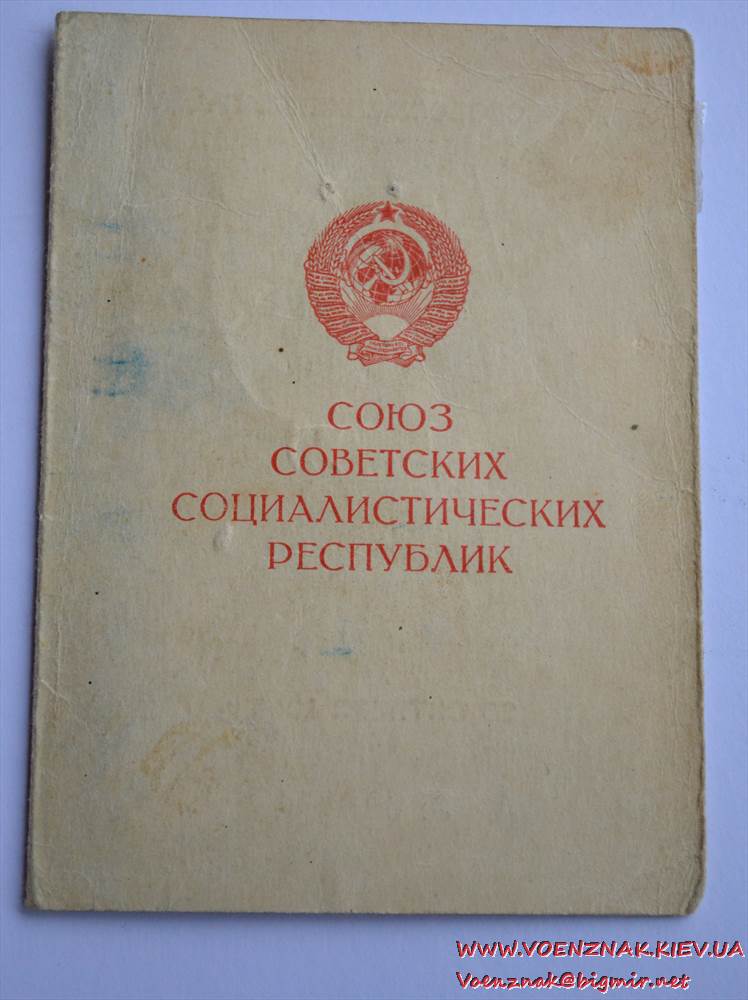 СОЮЗ
СОВЕТСКИХ
СОЦИАЛИСТИЧЕСКИХ
РЕСПУБЛИК
WWW.VOENZNAK.KIEV.UA
Voenznak@bigmir.net